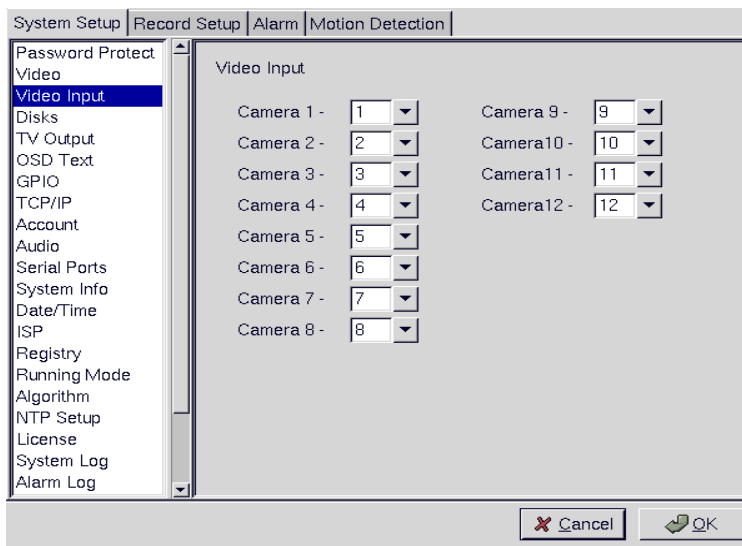 System Setup Record Setup Alarm Motion Detection
Password Protect
Video
Video Input
Disks
TV Output
OSD Text
GPIO
TCP/IP
Account
Audio
Serial Ports
System Info
Date/Time
ISP
Registry
Running Mode
Algorithm
NTP Setup
License
System Log
Alarm Log
Video Input
Camera 1 - 1
Camera 2 - 2
Camera 3 - 3
Camera 4 - 4
Camera 5 - 5
Camera 6 - 6
Camera 7 - 7
Camera 8 - 8
Camera 9 - 9
Camera10 - 10
Camera11 - 11
Camera12 - 12
Cancel OK